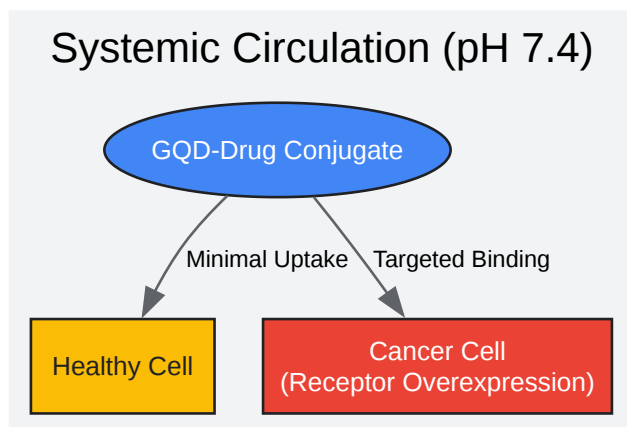 Systemic Circulation (pH 7.4)
GQD-Drug Conjugate
Minimal Uptake
Targeted Binding
Healthy Cell
Cancer Cell
(Receptor Overexpression)